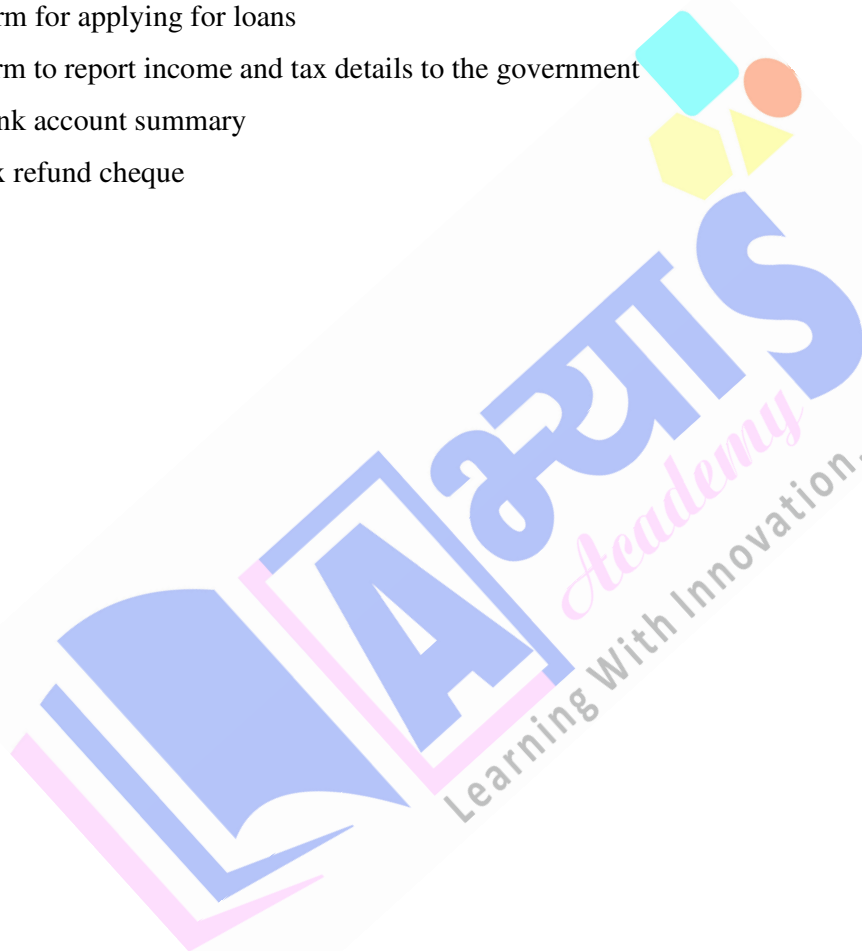 rm for applying for loans
rm to report income and tax details to the government
nk account summary
x refund cheque
Aभ्याS
Academy
Learning With Innovation.